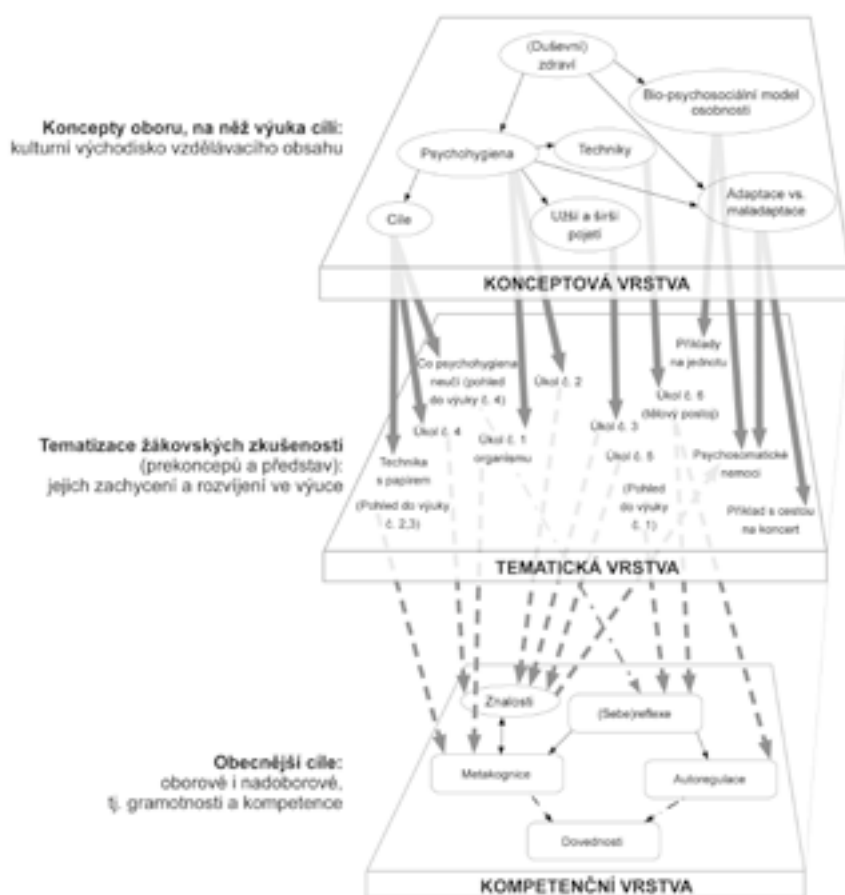 (Duševní)
zdraví
Bio-psychosociální model
osobnosti
Koncepty oboru, na něž výuka cílí:
kulturní východisko vzdělávacího obsahu
Psychohygiena
Techniky
Adaptace vs.
maladaptace
Cíle
Užší a širší
pojetí
KONCEPTOVÁ VRSTVA
Příklady
na jednotu
Co psychohygiena
neučí (pohled
do výuky č. 4)
Úkol č. 2
Úkol č. 6
(tělový postoj)
Úkol č. 4
Úkol č. 1
organismu
Úkol č. 3
Tematizace žákovských zkušeností
(prekonceptů a představ):
jejich zachycení a rozvíjení ve výuce
Technika
s papírem
(Pohled do výuky
č. 2,3)
Úkol č. 5
(Pohled
do výuky
č. 1)
Psychosomatické
nemoci
Příklad s cestou
na koncert
TEMATICKÁ VRSTVA
Znalosti
(Sebe)reflexe
Obecnější cíle:
oborové i nadoborové,
tj. gramotnosti a kompetence
Metakognice
Autoregulace
Dovednosti
KOMPETENČNÍ VRSTVA